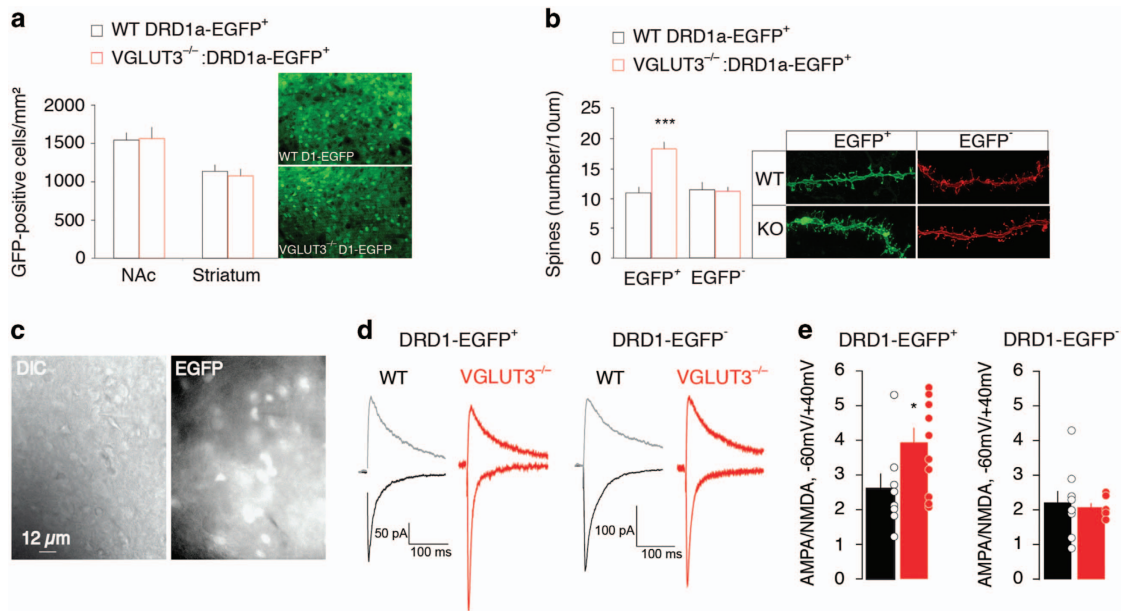 a
WT DRD1a-EGFP⁺
VGLUT3⁻/⁻:DRD1a-EGFP⁺
GFP-positive cells/mm²
2000
1500
1000
500
0
NAc Striatum
WT D1-EGFP
VGLUT3⁻/⁻D1-EGFP
b
WT DRD1a-EGFP⁺
VGLUT3⁻/⁻:DRD1a-EGFP⁺
Spines (number/10um)
25
20
15
10
5
0
***
EGFP⁺ EGFP⁻
EGFP⁺ EGFP⁻
WT
KO
c
DIC
12 µm
EGFP
d
DRD1-EGFP⁺ DRD1-EGFP⁻
WT VGLUT3⁻/⁻ WT VGLUT3⁻/⁻
50 pA
100 ms
100 pA
100 ms
e
DRD1-EGFP⁺ DRD1-EGFP⁻
AMPA/NMDA, -60mV/+40mV
6
5
4
3
2
1
0
*
AMPA/NMDA, -60mV/+40mV
6
5
4
3
2
1
0